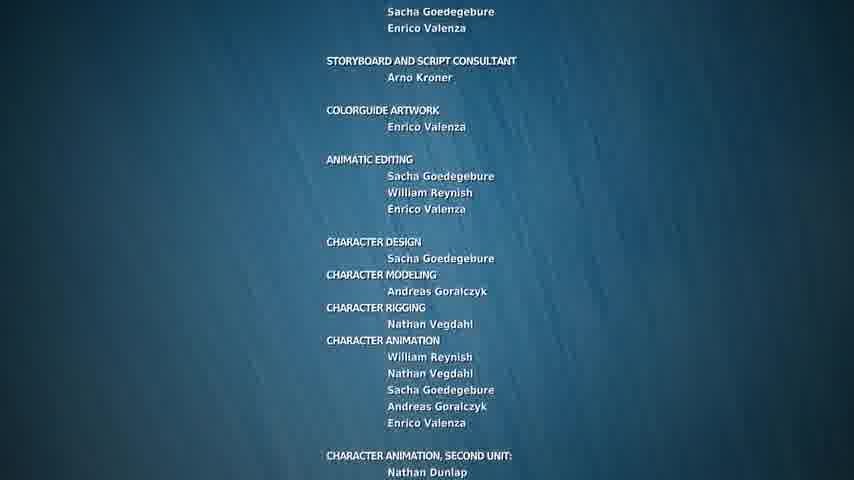 Sacha Goedegebure
Enrico Valenza
STORYBOARD AND SCRIPT CONSULTANT
Arno Kroner
COLORGUIDE ARTWORK
Enrico Valenza
ANIMATIC EDITING
Sacha Goedegebure
William Reynish
Enrico Valenza
CHARACTER DESIGN
Sacha Goedegebure
CHARACTER MODELING
Andreas Goralczyk
CHARACTER RIGGING
Nathan Vegdahl
CHARACTER ANIMATION
William Reynish
Nathan Vegdahl
Sacha Goedegebure
Andreas Goralczyk
Enrico Valenza
CHARACTER ANIMATION, SECOND UNIT:
Nathan Dunlap